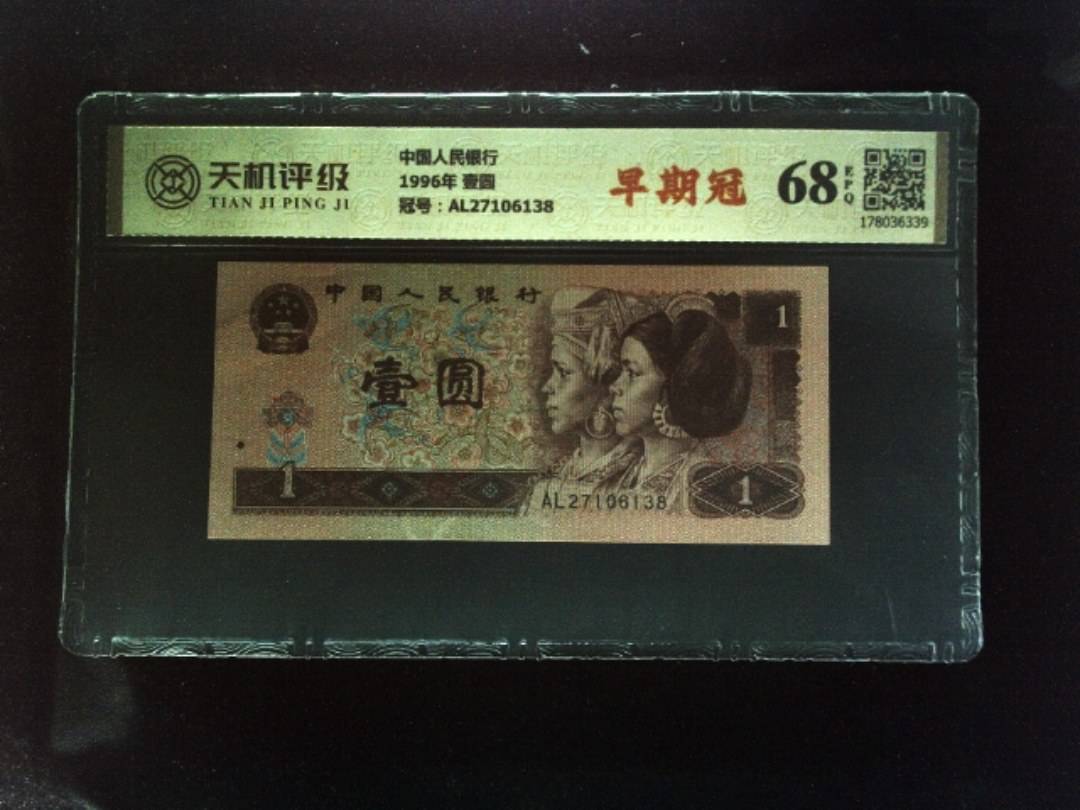 天机评级
TIAN JI PING JI
中国人民银行
1996年 壹圆
冠号：AL27106138
早期冠
68
EPQ
178036339
中国人民银行
1
壹圆
1
AL27106138
1